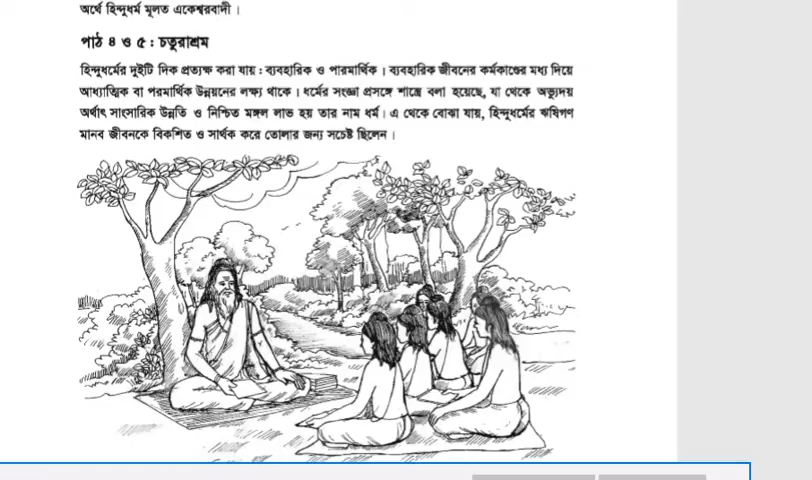 অর্থে হিন্দুধর্ম মূলত একেশ্বরবাদী।
পাঠ ৪ ও ৫ : চতুরাশ্রম
হিন্দুধর্মের দুইটি দিক প্রত্যক্ষ করা যায় : ব্যবহারিক ও পারমার্থিক। ব্যবহারিক জীবনের কর্মকাণ্ডের মধ্য দিয়ে
আধ্যাত্মিক বা পরমার্থিক উন্নয়নের লক্ষ্য থাকে। ধর্মের সংজ্ঞা প্রসঙ্গে শাস্ত্রে বলা হয়েছে, যা থেকে অভ্যুদয়
অর্থাৎ সাংসারিক উন্নতি ও নিশ্চিত মঙ্গল লাভ হয় তার নাম ধর্ম। এ থেকে বোঝা যায়, হিন্দুধর্মের ঋষিগণ
মানব জীবনকে বিকশিত ও সার্থক করে তোলার জন্য সচেষ্ট ছিলেন।